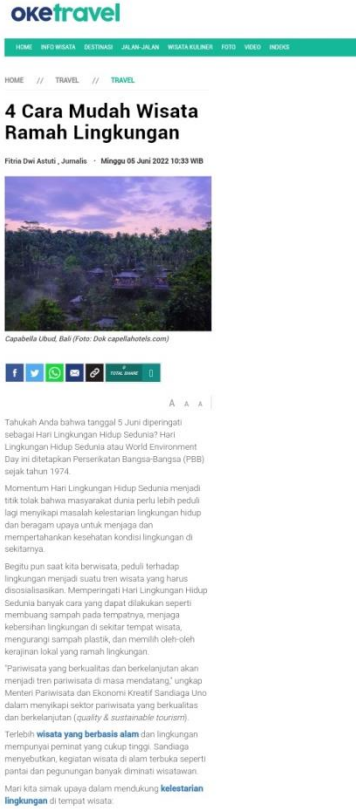 oketravel
HOME INFO WISATA DESTINASI JALAN-JALAN WISATA KULINER FOTO VIDEO INDEKS
HOME // TRAVEL // TRAVEL
4 Cara Mudah Wisata
Ramah Lingkungan
Fitria Dwi Astuti , Jurnalis · Minggu 05 Juni 2022 10:33 WIB
Capabella Ubud, Bali (Foto: Dok capellahotels.com)
0
TOTAL SHARE
A A A
Tahukah Anda bahwa tanggal 5 Juni diperingati
sebagai Hari Lingkungan Hidup Sedunia? Hari
Lingkungan Hidup Sedunia atau World Environment
Day ini ditetapkan Perserikatan Bangsa-Bangsa (PBB)
sejak tahun 1974.
Momentum Hari Lingkungan Hidup Sedunia menjadi
titik tolak bahwa masyarakat dunia perlu lebih peduli
lagi menyikapi masalah kelestarian lingkungan hidup
dan beragam upaya untuk menjaga dan
mempertahankan kesehatan kondisi lingkungan di
sekitarnya.
Begitu pun saat kita berwisata, peduli terhadap
lingkungan menjadi suatu tren wisata yang harus
disosialisasikan. Memperingati Hari Lingkungan Hidup
Sedunia banyak cara yang dapat dilakukan seperti
membuang sampah pada tempatnya, menjaga
kebersihan lingkungan di sekitar tempat wisata,
mengurangi sampah plastik, dan memilih oleh-oleh
kerajinan lokal yang ramah lingkungan.
"Pariwisata yang berkualitas dan berkelanjutan akan
menjadi tren pariwisata di masa mendatang," ungkap
Menteri Pariwisata dan Ekonomi Kreatif Sandiaga Uno
dalam menyikapi sektor pariwisata yang berkualitas
dan berkelanjutan (quality & sustainable tourism).
Terlebih wisata yang berbasis alam dan lingkungan
mempunyai peminat yang cukup tinggi. Sandiaga
menyebutkan, kegiatan wisata di alam terbuka seperti
pantai dan pegunungan banyak diminati wisatawan.
Mari kita simak upaya dalam mendukung kelestarian
lingkungan di tempat wisata: